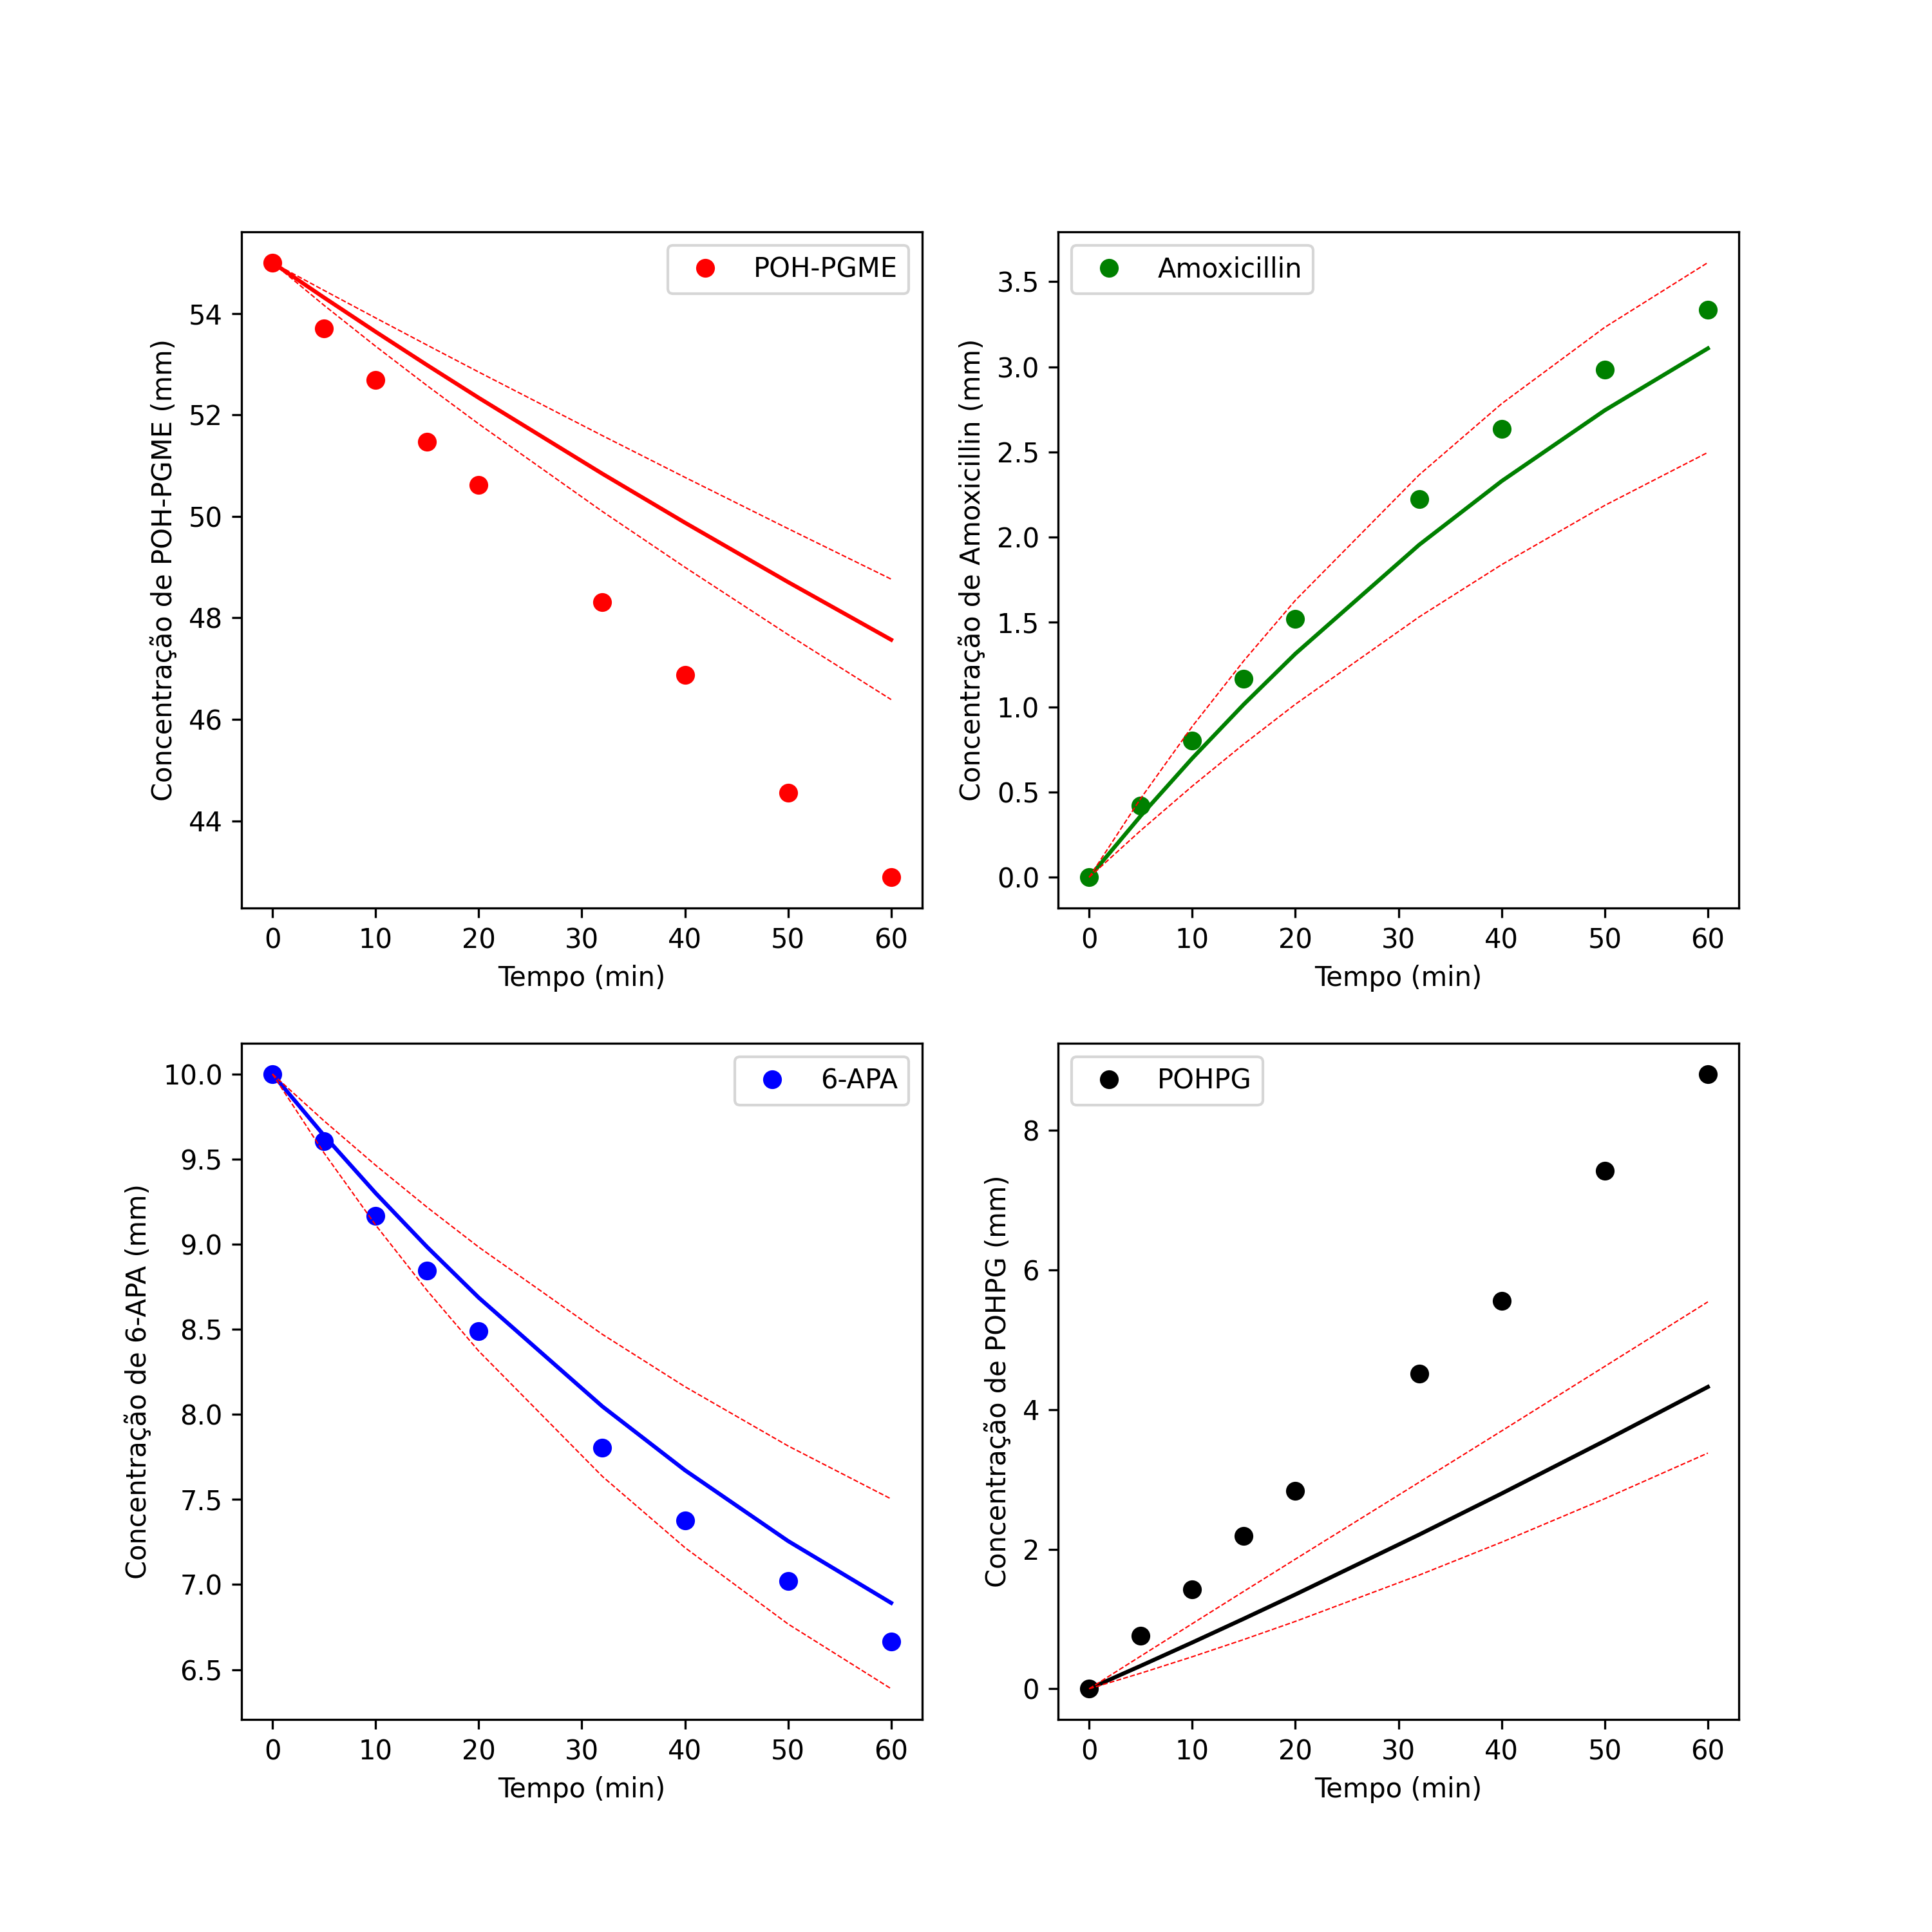 POH-PGME
Concentração de POH-PGME (mm)
54
52
50
48
46
44
0 10 20 30 40 50 60
Tempo (min)
Amoxicillin
Concentração de Amoxicillin (mm)
3.5
3.0
2.5
2.0
1.5
1.0
0.5
0.0
0 10 20 30 40 50 60
Tempo (min)
6-APA
Concentração de 6-APA (mm)
10.0
9.5
9.0
8.5
8.0
7.5
7.0
6.5
0 10 20 30 40 50 60
Tempo (min)
POHPG
Concentração de POHPG (mm)
8
6
4
2
0
0 10 20 30 40 50 60
Tempo (min)